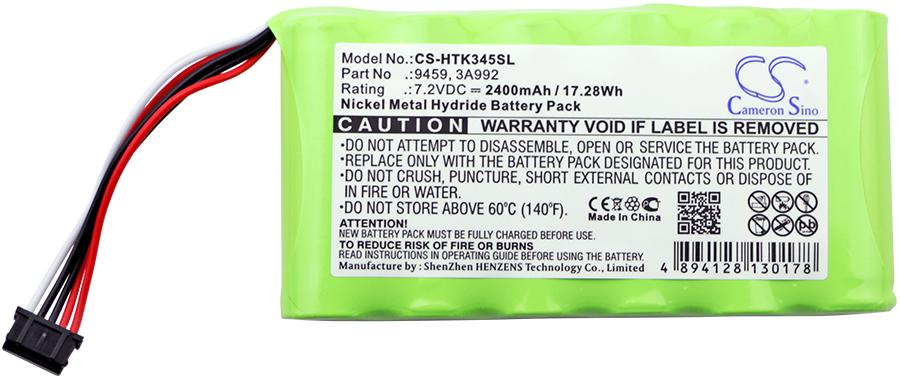 Model No.:CS-HTK345SL
Part No :9459, 3A992
Rating :7.2VDC ⎓ 2400mAh / 17.28Wh
Nickel Metal Hydride Battery Pack
CS
Cameron Sino
CAUTION WARRANTY VOID IF LABEL IS REMOVED
•DO NOT ATTEMPT TO DISASSEMBLE, OPEN OR SERVICE THE BATTERY PACK.
•REPLACE ONLY WITH THE BATTERY PACK DESIGNATED FOR THIS PRODUCT.
•DO NOT CRUSH, PUNCTURE, SHORT EXTERNAL CONTACTS OR DISPOSE OF
IN FIRE OR WATER.
•DO NOT STORE ABOVE 60℃ (140℉).
ATTENTION!
NEW BATTERY PACK MUST BE FULLY CHARGED BEFORE USE.
TO REDUCE RISK OF FIRE OR BURNS
READ INSTRUCTIONS IN OPERATING GUIDE BEFORE USE.
Manufacturer : ShenZhen HENZENS Technology Co., Limited
CE FC
Made In China
4 894128 130178